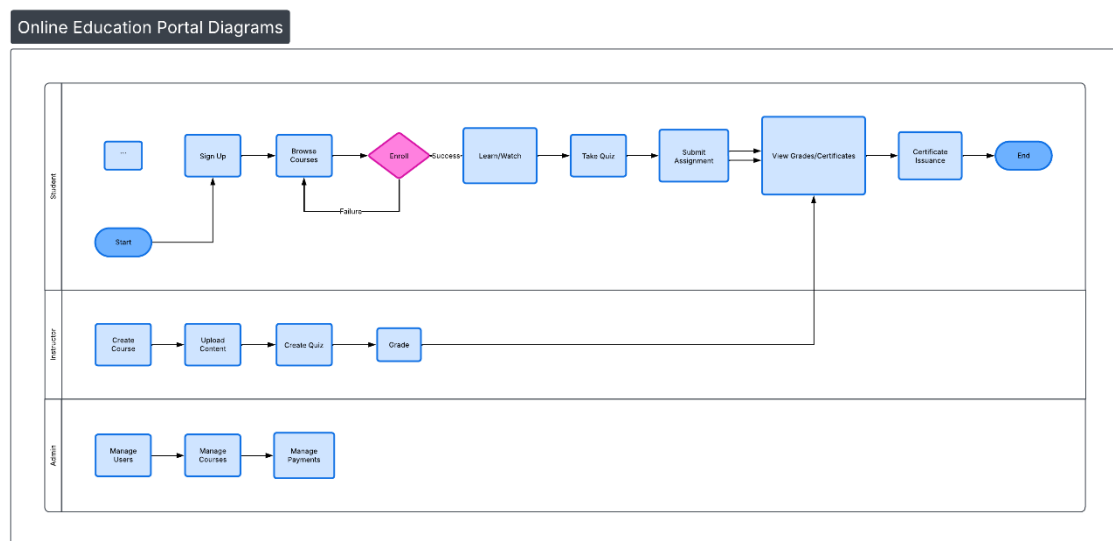 Online Education Portal Diagrams
Student
...
Sign Up
Browse
Courses
Enroll
Success
Learn/Watch
Take Quiz
Submit
Assignment
View Grades/Certificates
Certificate
Issuance
End
Failure
Start
Instructor
Create
Course
Upload
Content
Create Quiz
Grade
Admin
Manage
Users
Manage
Courses
Manage
Payments